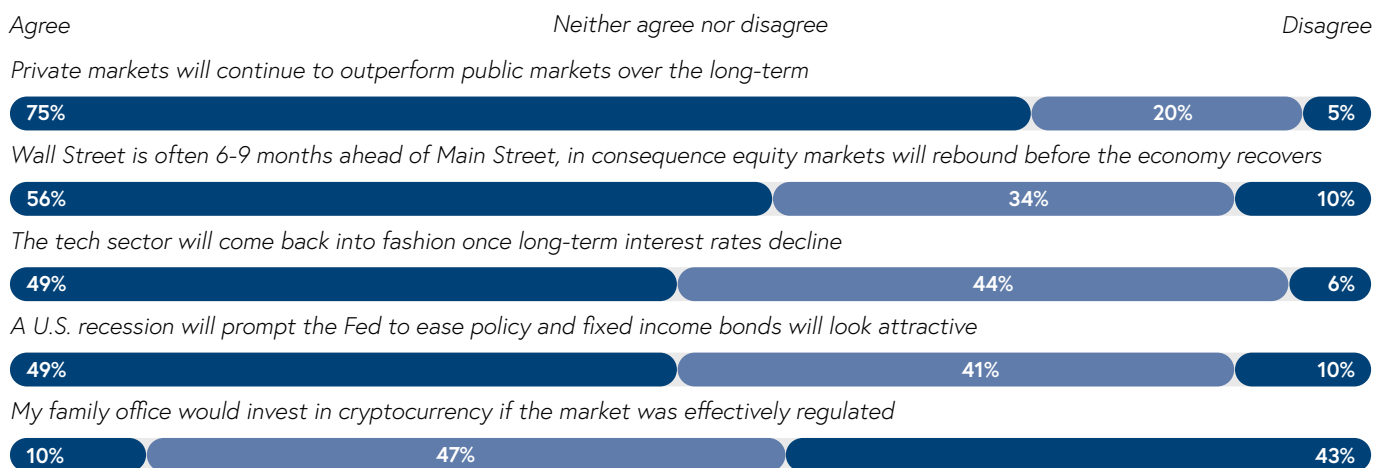 Agree Neither agree nor disagree Disagree
Private markets will continue to outperform public markets over the long-term
75% 20% 5%
Wall Street is often 6-9 months ahead of Main Street, in consequence equity markets will rebound before the economy recovers
56% 34% 10%
The tech sector will come back into fashion once long-term interest rates decline
49% 44% 6%
A U.S. recession will prompt the Fed to ease policy and fixed income bonds will look attractive
49% 41% 10%
My family office would invest in cryptocurrency if the market was effectively regulated
10% 47% 43%